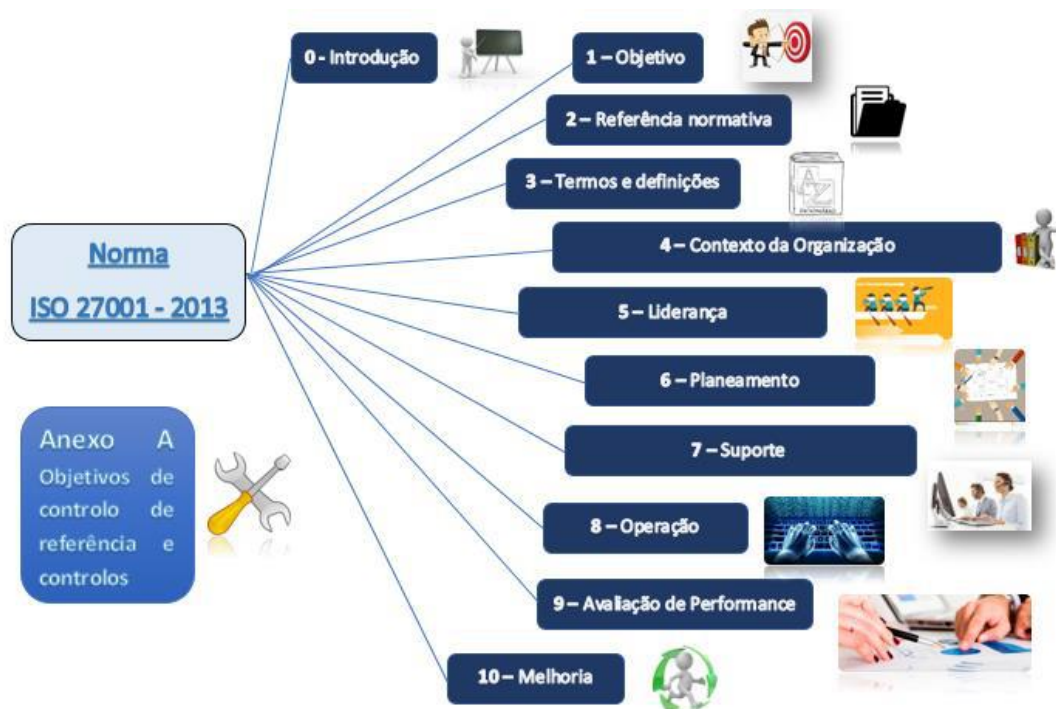 0 - Introdução
1 – Objetivo
2 – Referência normativa
3 – Termos e definições
4 – Contexto da Organização
5 – Liderança
6 – Planeamento
7 – Suporte
8 – Operação
9 – Avaliação de Performance
10 – Melhoria
Norma
ISO 27001 - 2013
Anexo A
Objetivos de
controlo de
referência e
controlos
A
Z